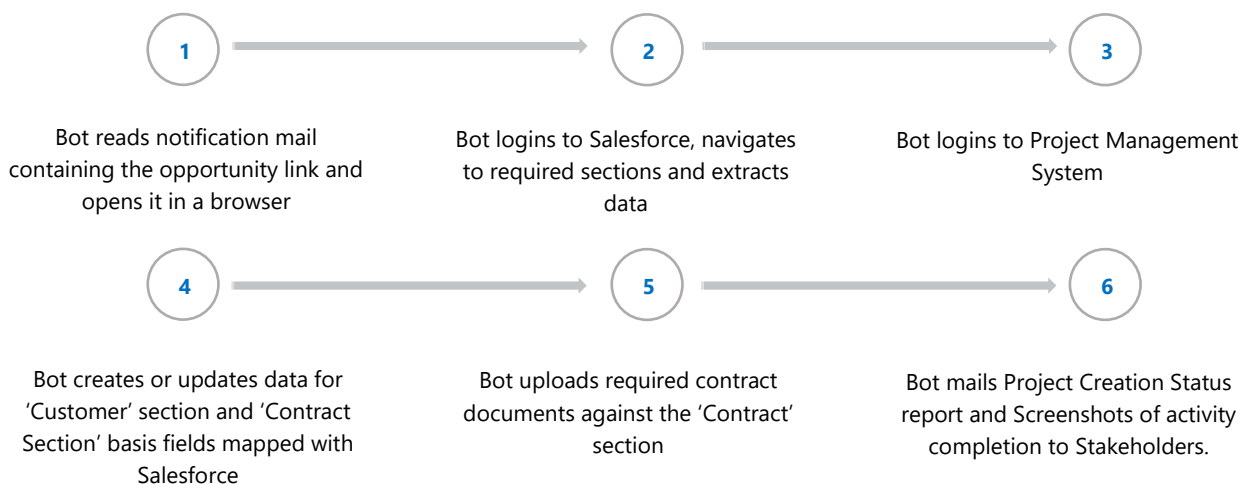 1
2
3
Bot reads notification mail
containing the opportunity link and
opens it in a browser
Bot logins to Salesforce, navigates
to required sections and extracts
data
Bot logins to Project Management
System
4
5
6
Bot creates or updates data for
‘Customer’ section and ‘Contract
Section’ basis fields mapped with
Salesforce
Bot uploads required contract
documents against the ‘Contract’
section
Bot mails Project Creation Status
report and Screenshots of activity
completion to Stakeholders.